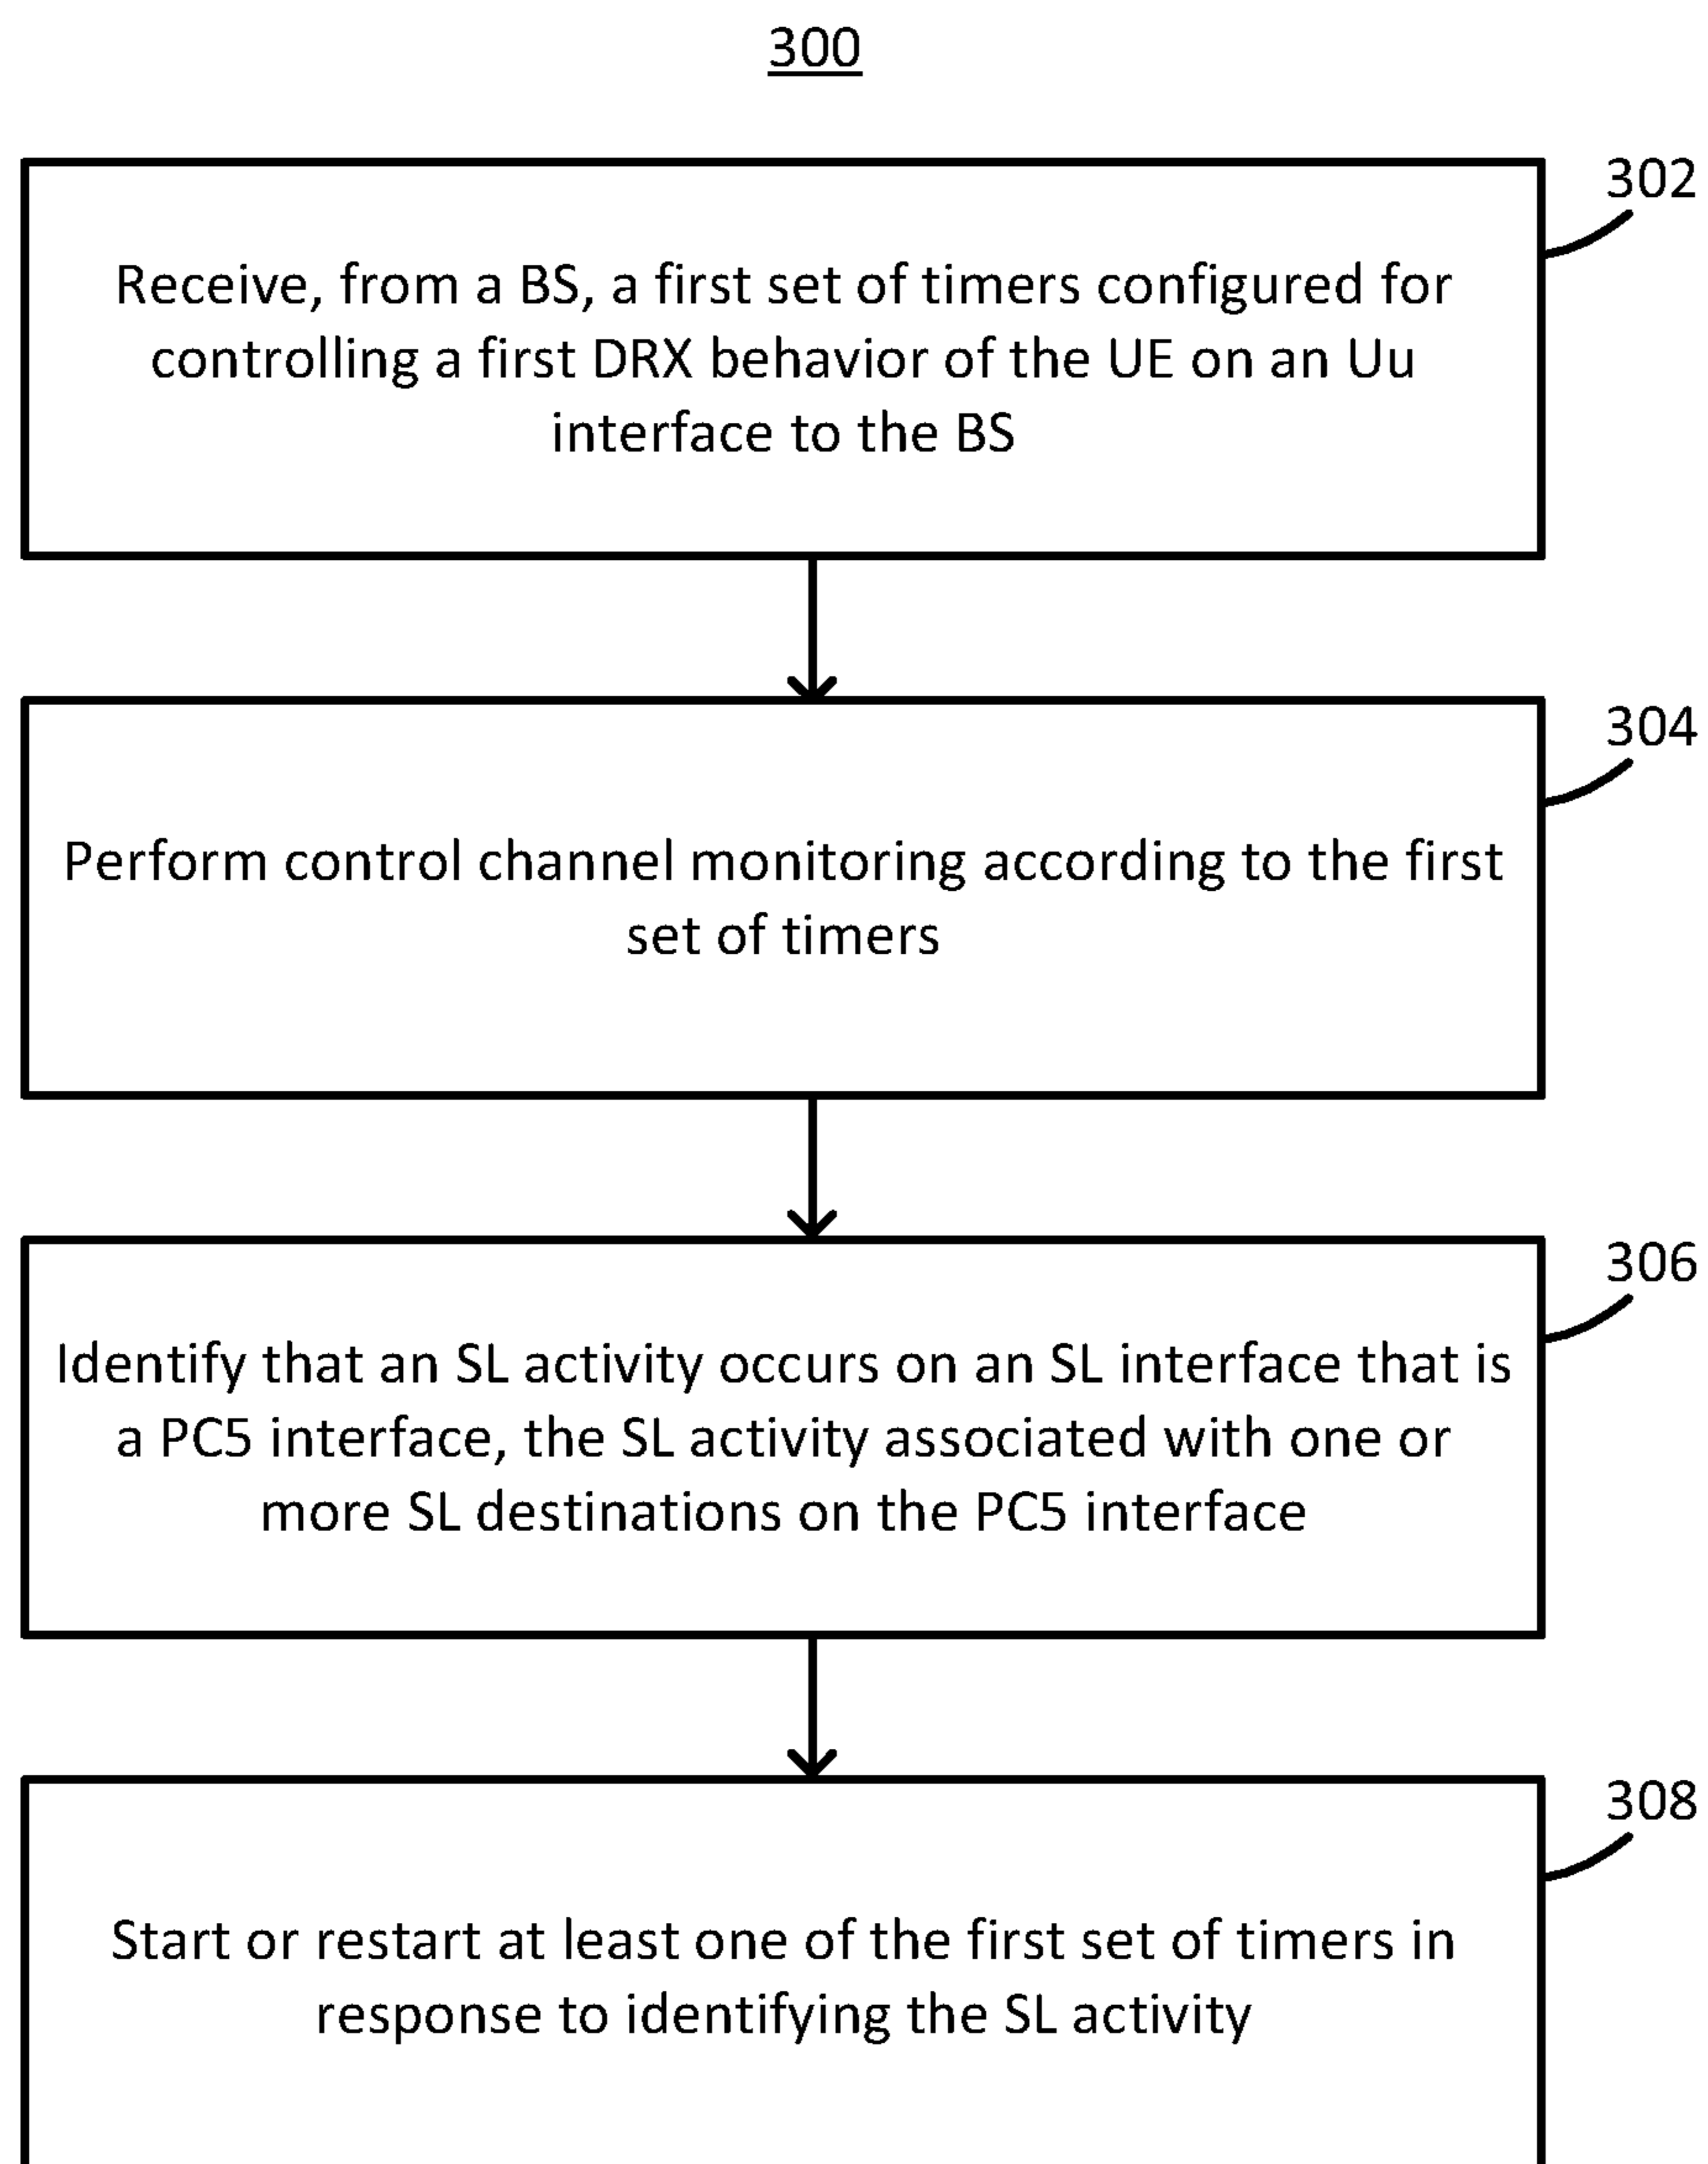 300
302
Receive, from a BS, a first set of timers configured for
controlling a first DRX behavior of the UE on an Uu
interface to the BS
304
Perform control channel monitoring according to the first
set of timers
306
Identify that an SL activity occurs on an SL interface that is
a PC5 interface, the SL activity associated with one or
more SL destinations on the PC5 interface
308
Start or restart at least one of the first set of timers in
response to identifying the SL activity